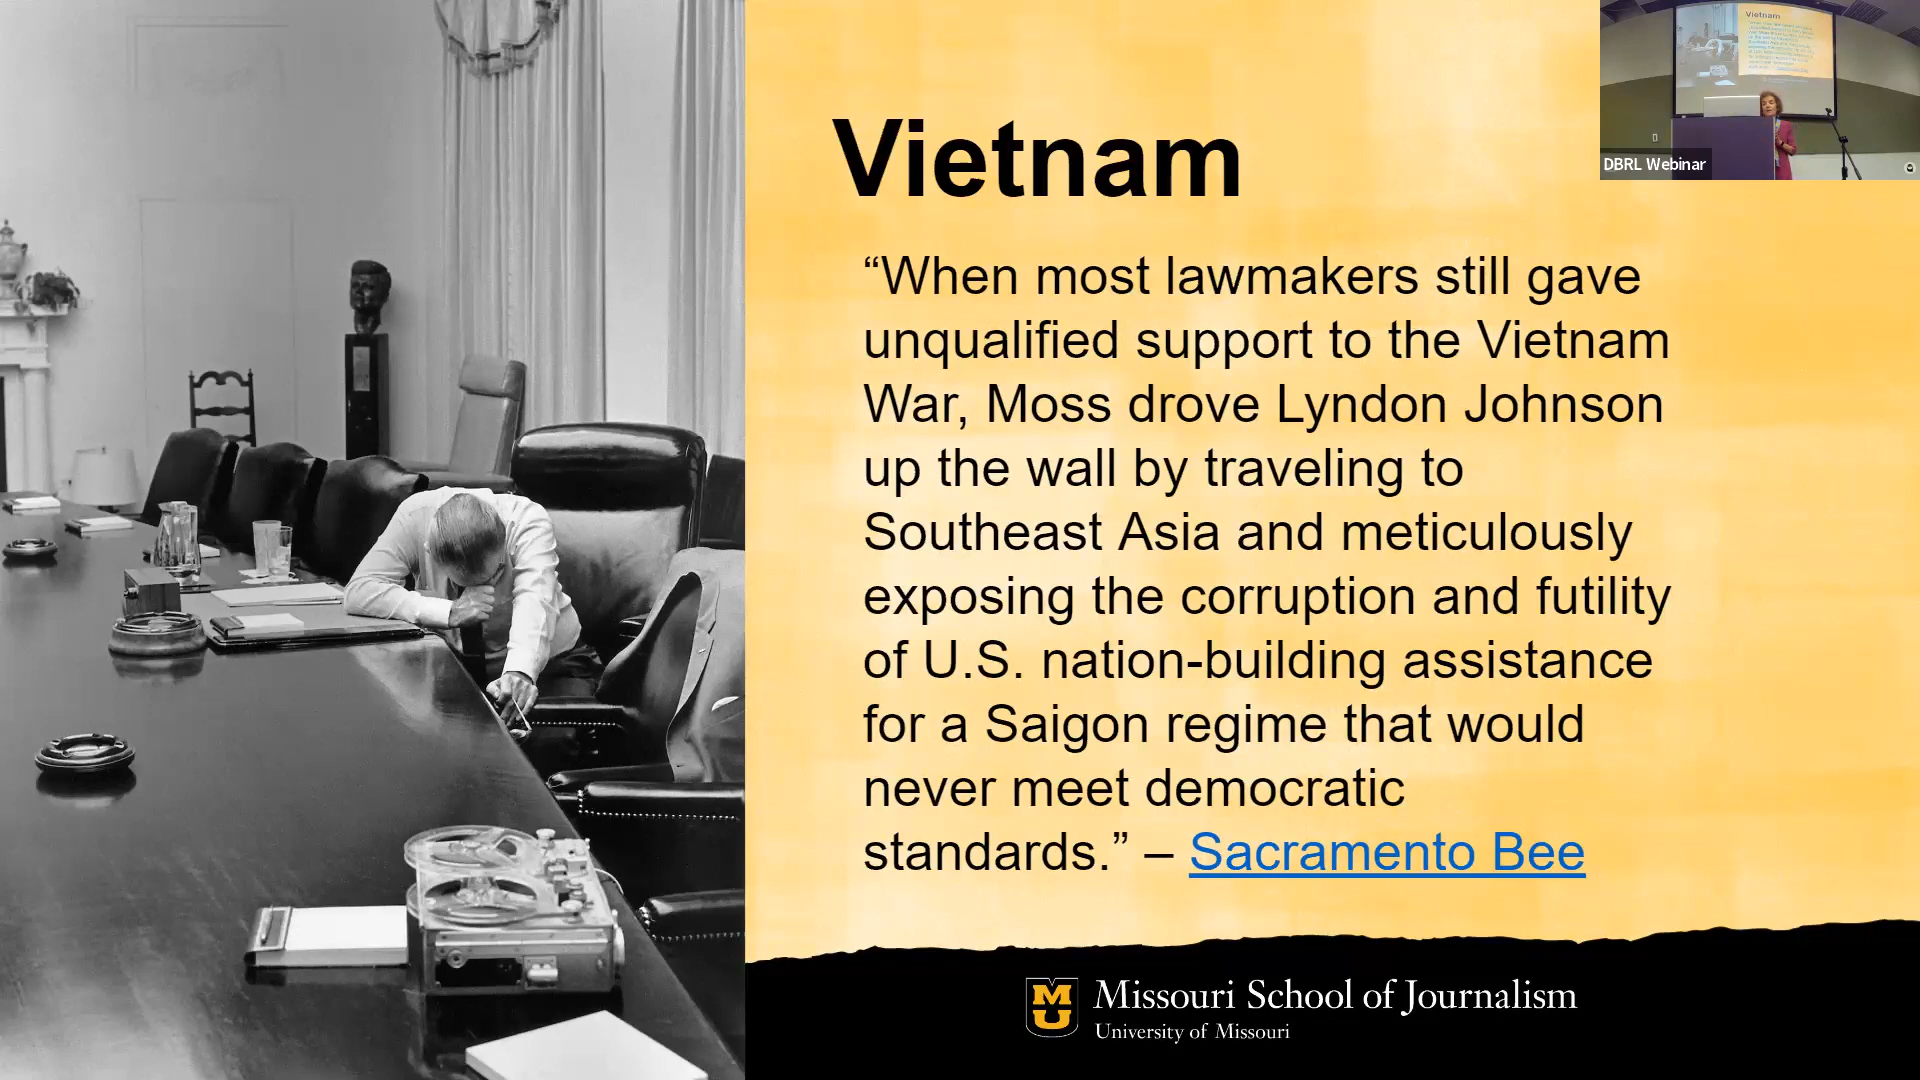 Vietnam
“When most lawmakers still gave
unqualified support to the Vietnam
War, Moss drove Lyndon Johnson
up the wall by traveling to
Southeast Asia and meticulously
exposing the corruption and futility
of U.S. nation-building assistance
for a Saigon regime that would
never meet democratic
standards.” – Sacramento Bee
MU
Missouri School of Journalism
University of Missouri
Vietnam
DBRL Webinar